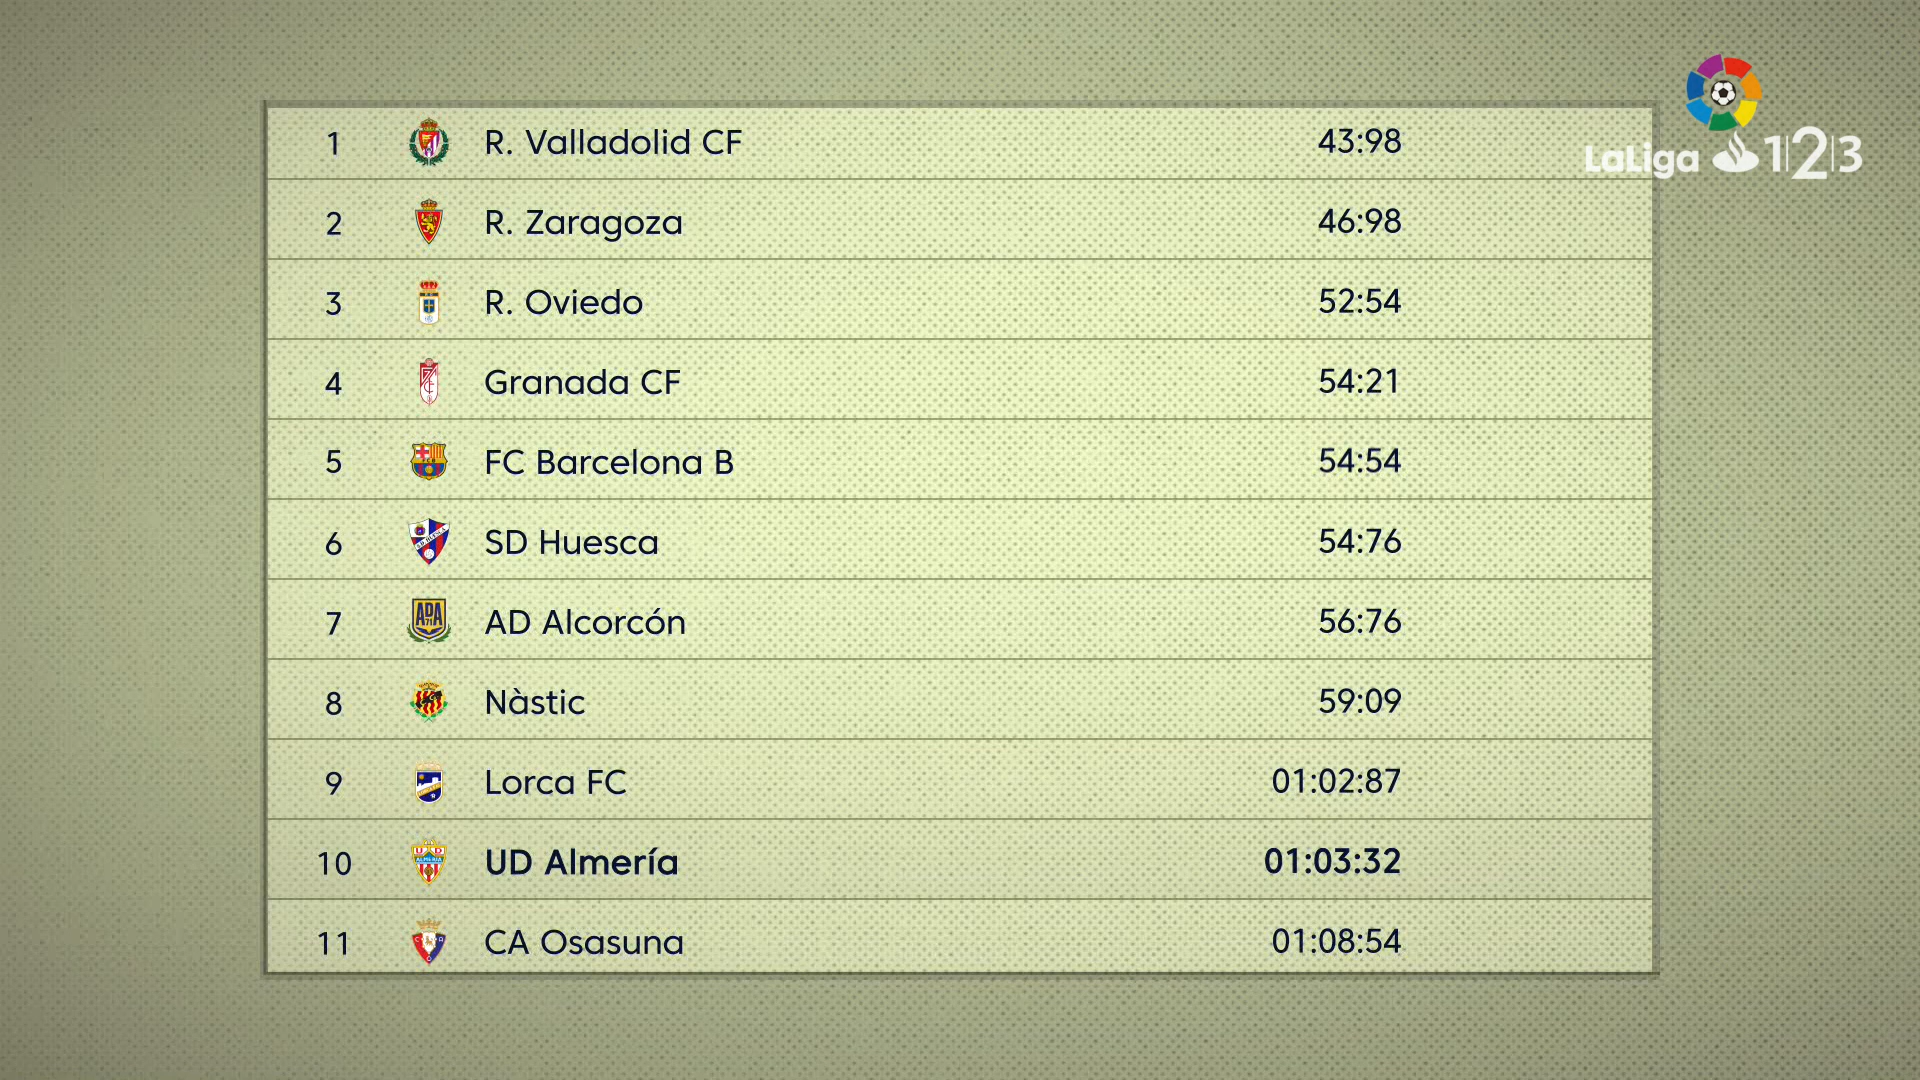 LaLiga 1|2|3
1 R. Valladolid CF 43:98
2 R. Zaragoza 46:98
3 R. Oviedo 52:54
4 Granada CF 54:21
5 FC Barcelona B 54:54
6 SD Huesca 54:76
7 AD Alcorcón 56:76
8 Nàstic 59:09
9 Lorca FC 01:02:87
10 UD Almería 01:03:32
11 CA Osasuna 01:08:54